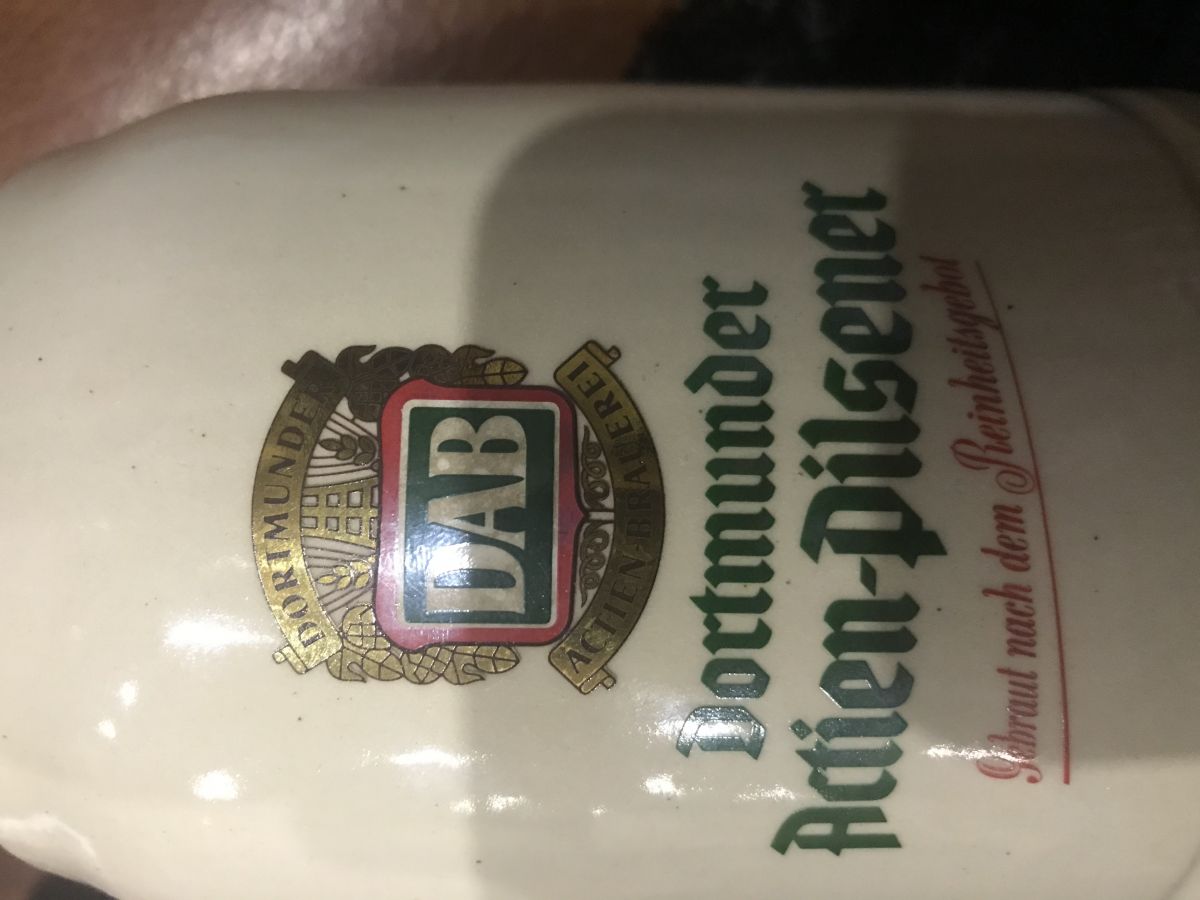 DORTMUNDER
DAB
ACTIEN-BRAUEREI
Dortmunder
Actien-Pilsener
Gebraut nach dem Reinheitsgebot